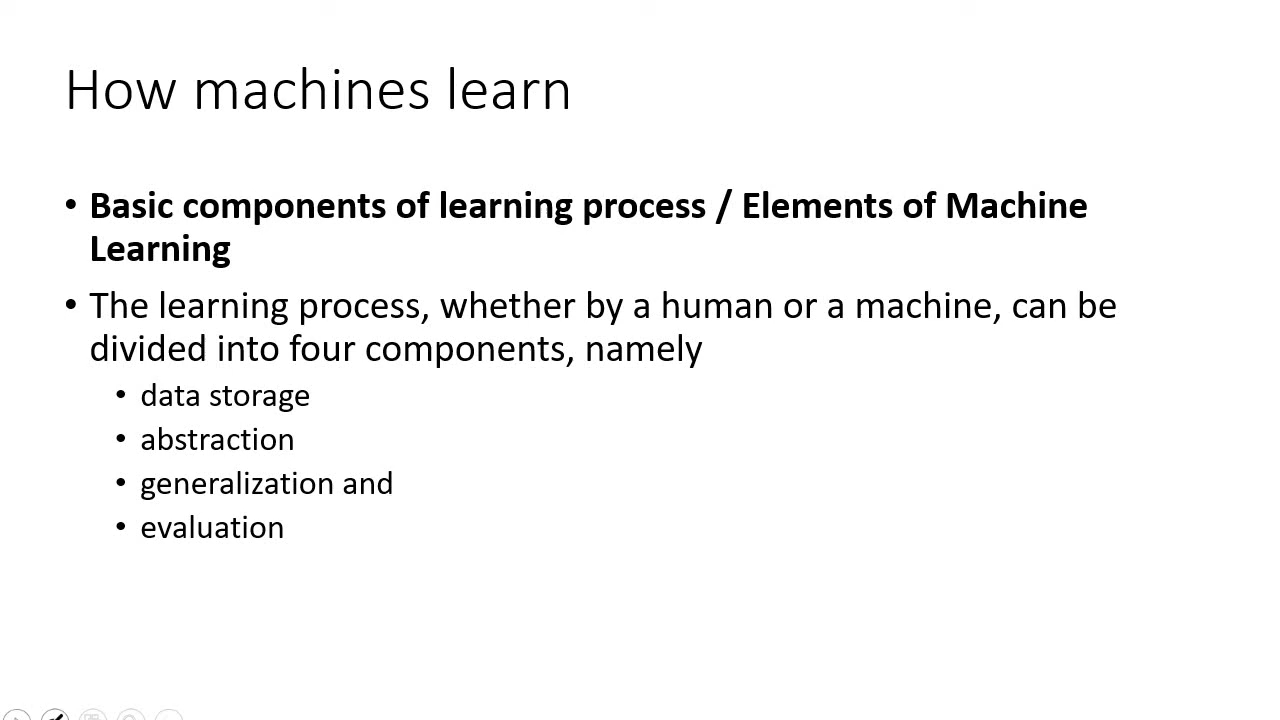 How machines learn
• Basic components of learning process / Elements of Machine
Learning
• The learning process, whether by a human or a machine, can be
divided into four components, namely
• data storage
• abstraction
• generalization and
• evaluation